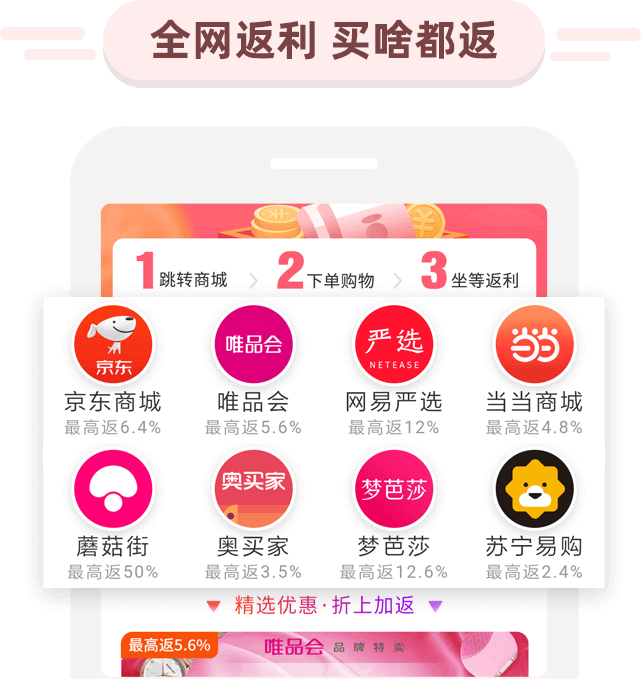 全网返利 买啥都返
1 跳转商城 2 下单购物 3 坐等返利
京东 唯品会 严选 当当
NETEASE
京东商城 唯品会 网易严选 当当商城
最高返6.4% 最高返5.6% 最高返12% 最高返4.8%
奥买家 梦芭莎
蘑菇街 奥买家 梦芭莎 苏宁易购
最高返50% 最高返3.5% 最高返12.6% 最高返2.4%
精选优惠·折上加返
最高返5.6% 唯品会 品牌特卖